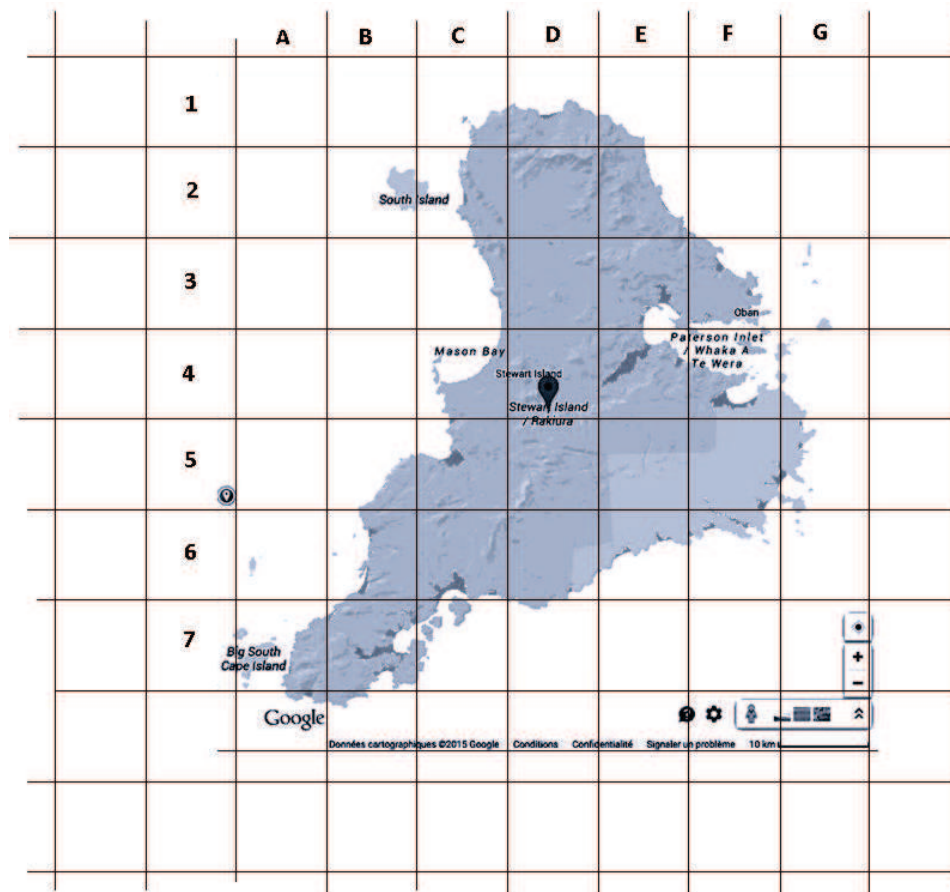 A B C D E F G
1
2
South Island
3
Oban
Paterson Inlet
/ Whaka A
Te Wera
Mason Bay
4
Stewart Island
Stewart Island
/ Rakiura
5
6
7
Big South
Cape Island
Google
Données cartographiques ©2015 Google Conditions Confidentialité Signaler un problème 10 km